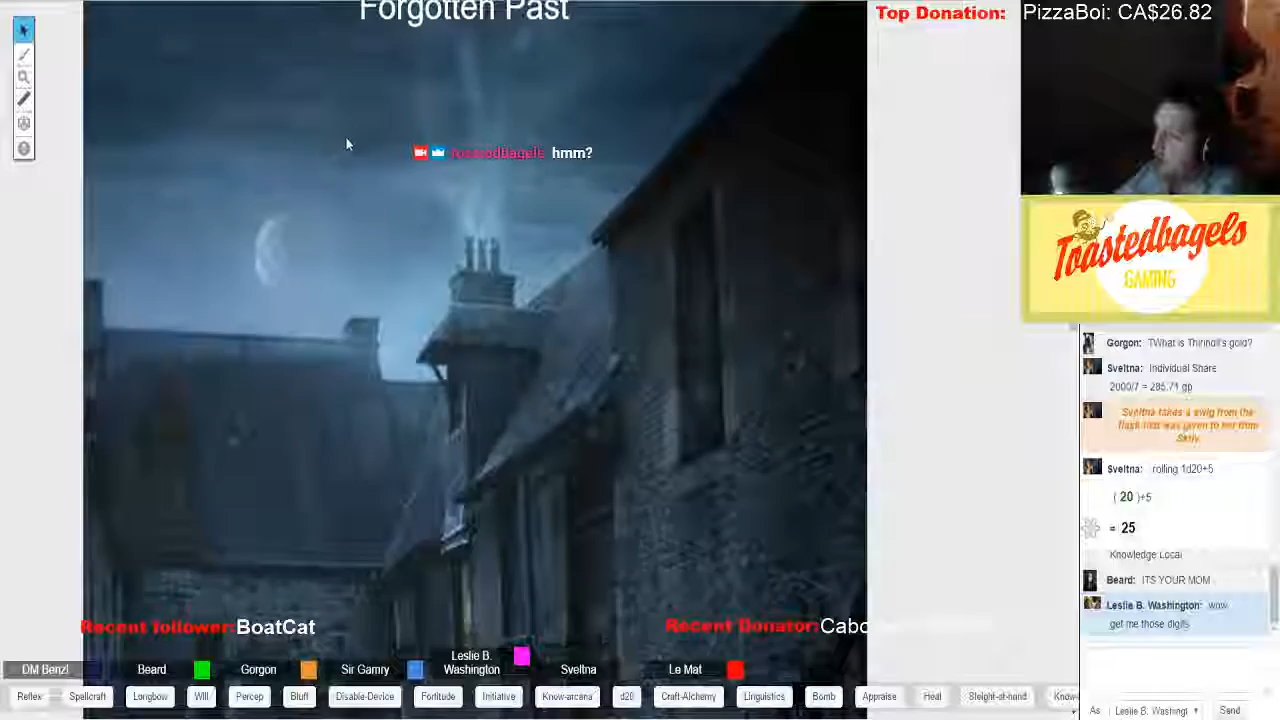 Forgotten Past
Top Donation: PizzaBoi: CA$26.82
ToastedBagels hmm?
Toastedbagels
GAMING
Gorgon: TWhat is Thrinoll's gold?
Sveltna: Individual Share
2000/7 = 285.71 gp
Sveltna takes a swig from the
flask that was given to her from
Sveltna: rolling 1d20+5
( 20 )+5
= 25
Knowledge Local
Beard: ITS YOUR MOM
Leslie B. Washington: wow
get me those digits
Recent follower: BoatCat
Recent Donator: Cabo
DM Benzi
Beard
Gorgon
Sir Gamry
Leslie B.
Washington
Sveltna
Le Mat
Reflex
Spellcraft
Longbow
Will
Percep
Bluff
Disable-Device
Fortitude
Initiative
Know-arcana
d20
Craft-Alchemy
Linguistics
Bomb
Appraise
Heal
Sleight-of-hand
Know-
As
Leslie B. Washingt
Send